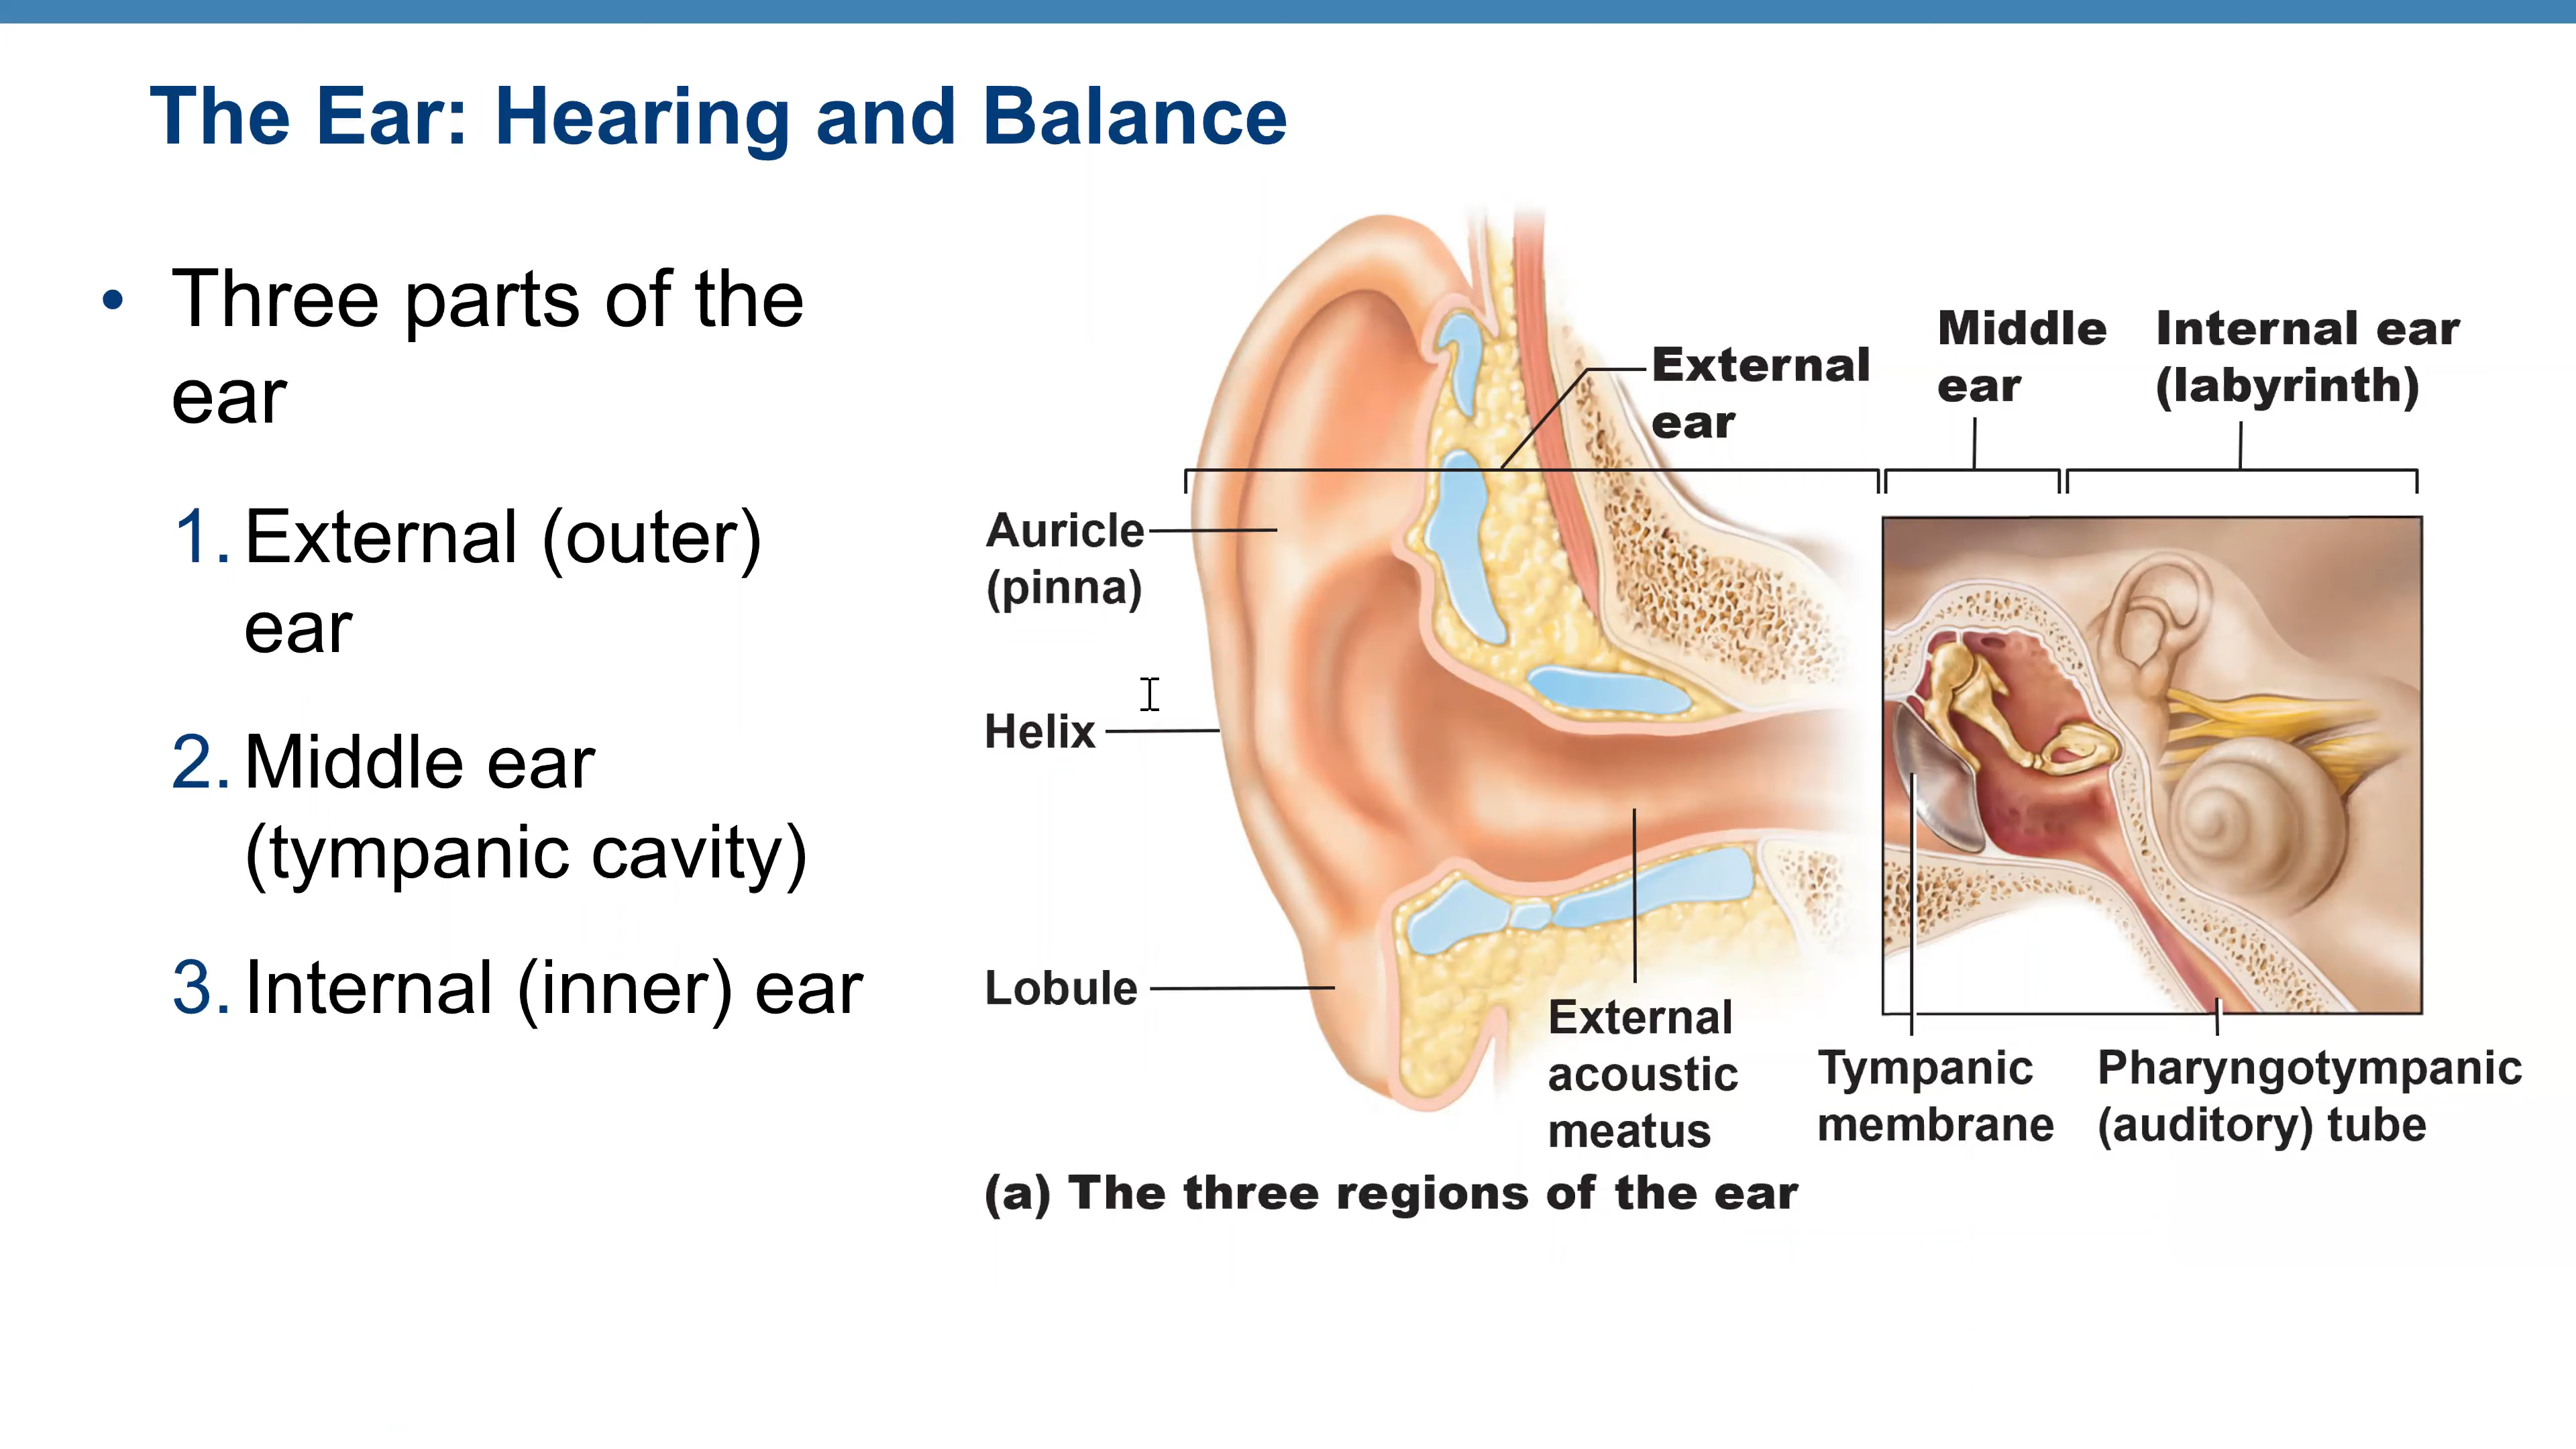 The Ear: Hearing and Balance
• Three parts of the
ear
1. External (outer)
ear
2. Middle ear
(tympanic cavity)
3. Internal (inner) ear
External
ear
Middle
ear
Internal ear
(labyrinth)
Auricle
(pinna)
Helix
Lobule
External
acoustic
meatus
Tympanic
membrane
Pharyngotympanic
(auditory) tube
(a) The three regions of the ear